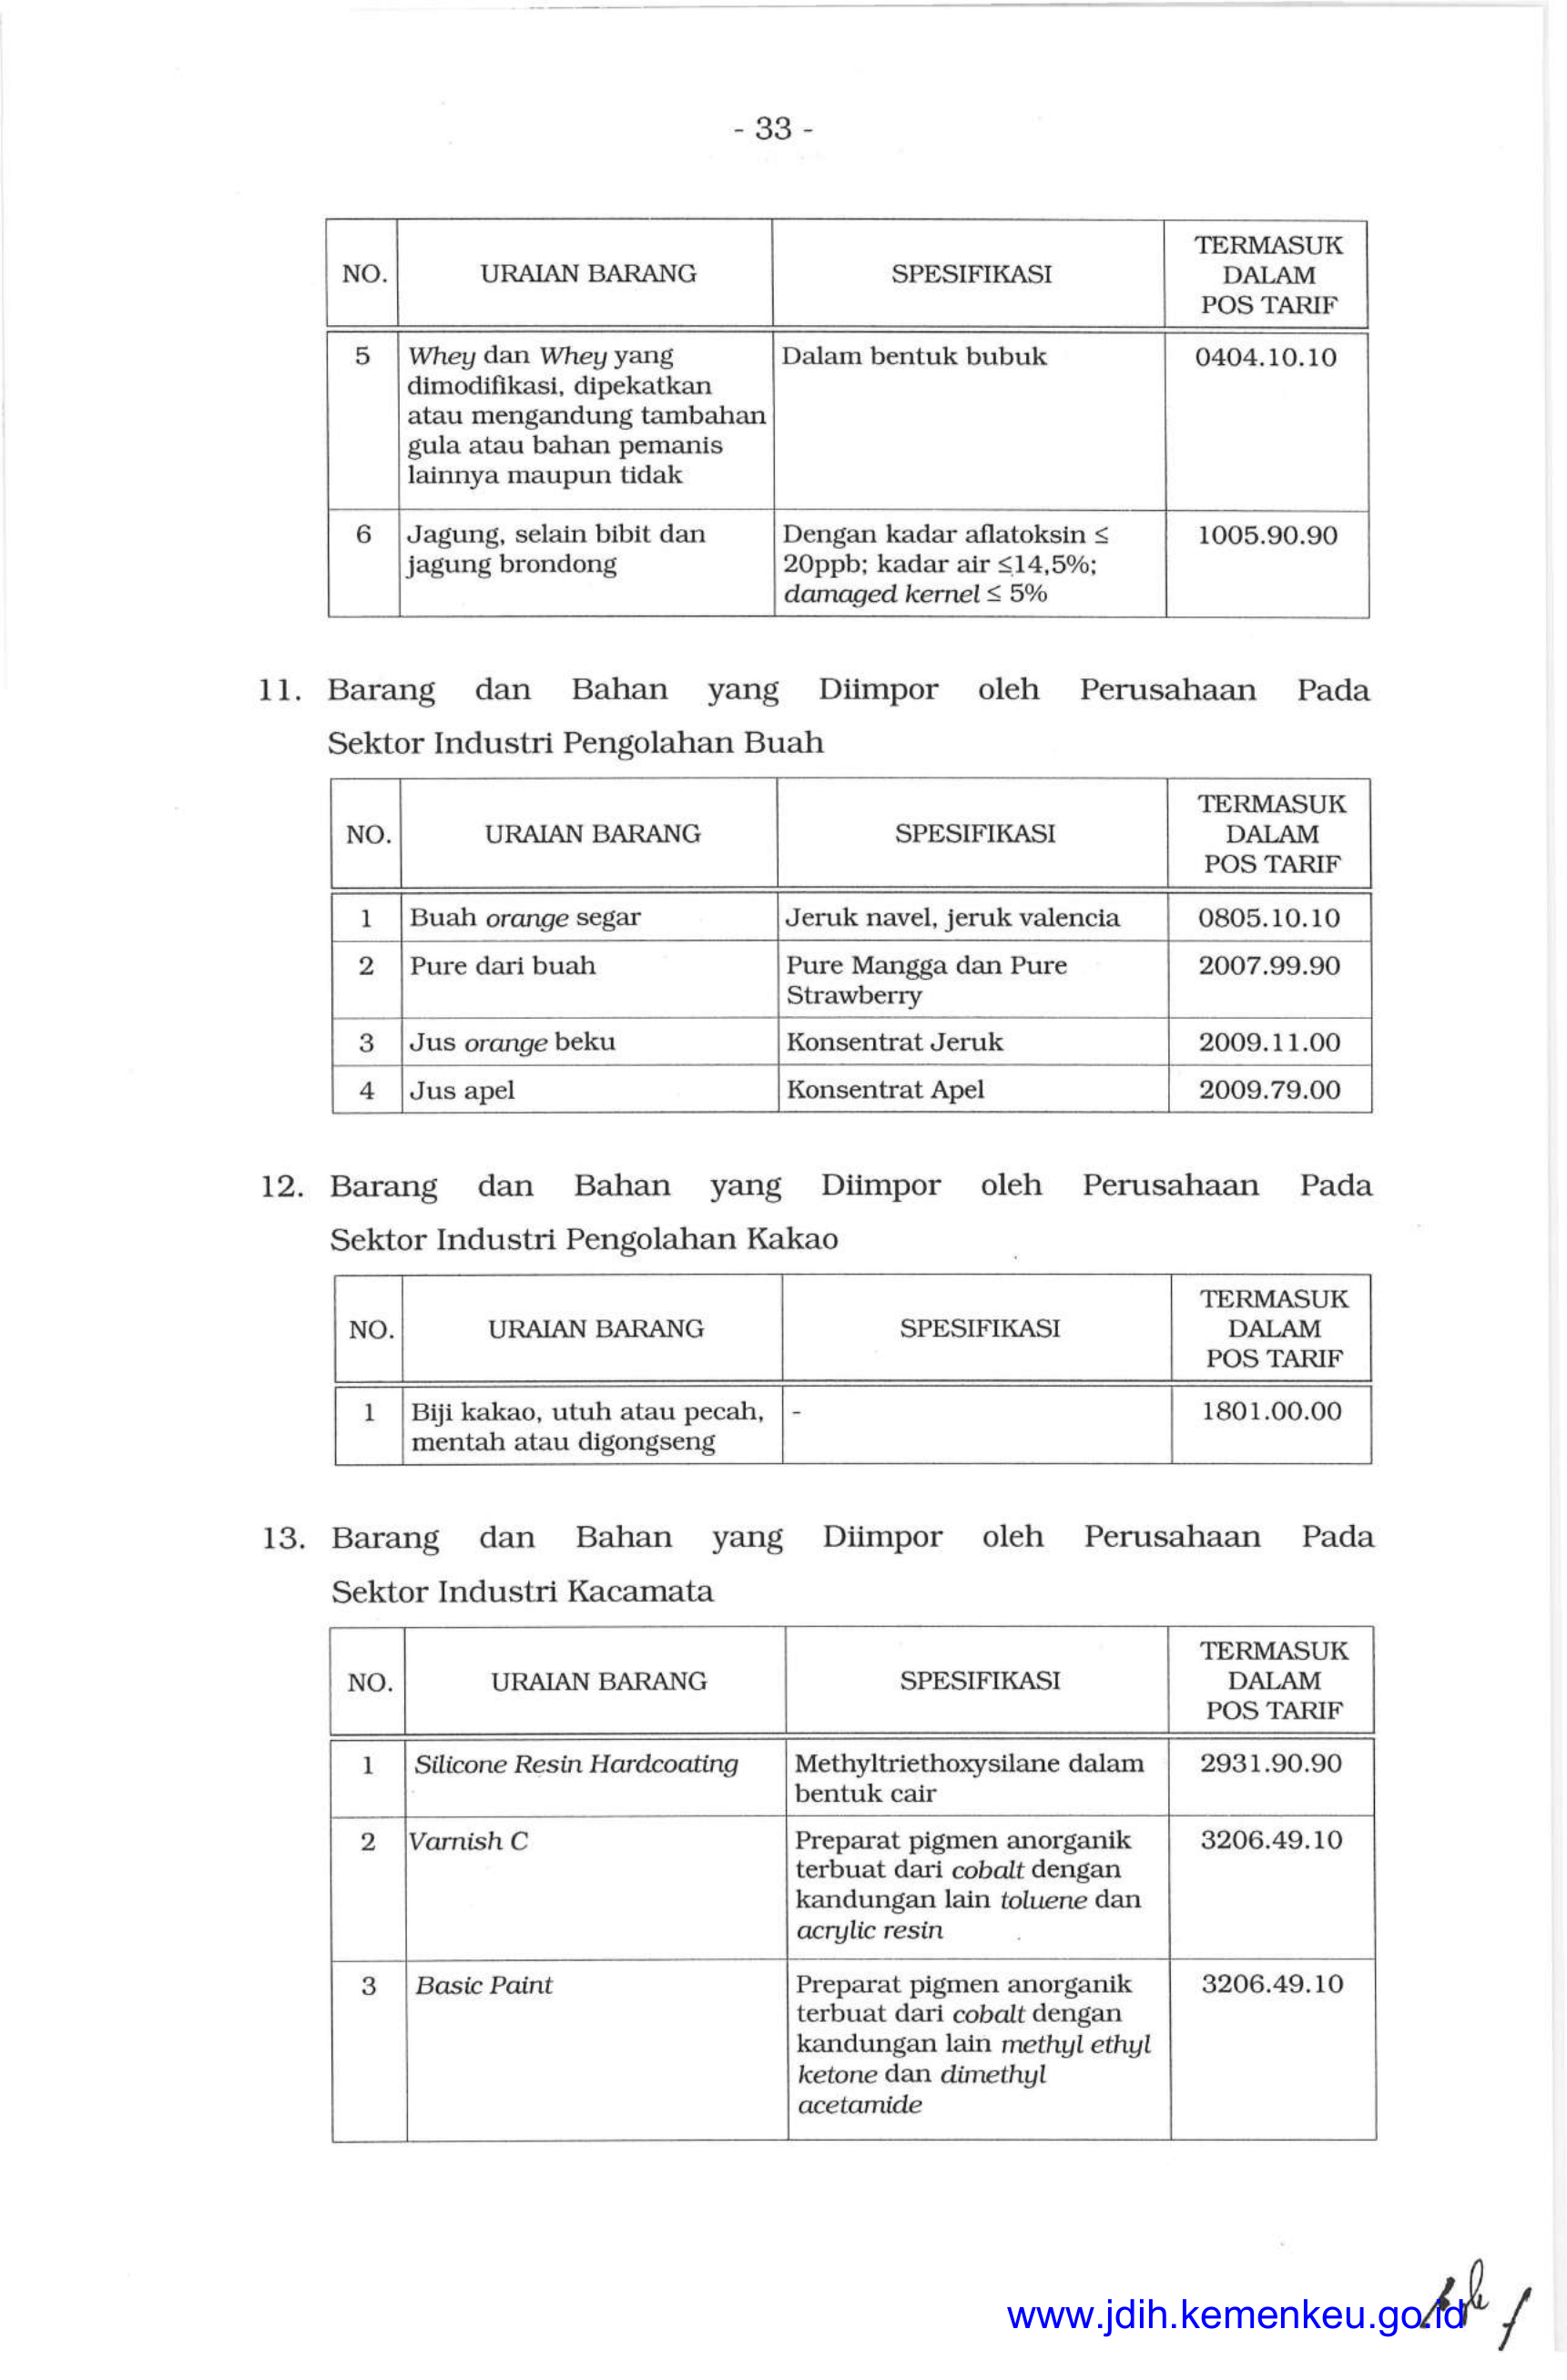 - 33 -
NO.
URAIAN BARANG
SPESIFIKASI
TERMASUK
DALAM
POS TARIF
5
Whey dan Whey yang
dimodifikasi, dipekatkan
atau mengandung tambahan
gula atau bahan pemanis
lainnya maupun tidak
Dalam bentuk bubuk
0404.10.10
6
Jagung, selain bibit dan
jagung brondong
Dengan kadar aflatoksin ≤
20ppb; kadar air ≤14,5%;
damaged kernel ≤ 5%
1005.90.90
11. Barang dan Bahan yang Diimpor oleh Perusahaan Pada
Sektor Industri Pengolahan Buah
NO.
URAIAN BARANG
SPESIFIKASI
TERMASUK
DALAM
POS TARIF
1
Buah orange segar
Jeruk navel, jeruk valencia
0805.10.10
2
Pure dari buah
Pure Mangga dan Pure
Strawberry
2007.99.90
3
Jus orange beku
Konsentrat Jeruk
2009.11.00
4
Jus apel
Konsentrat Apel
2009.79.00
12. Barang dan Bahan yang Diimpor oleh Perusahaan Pada
Sektor Industri Pengolahan Kakao
NO.
URAIAN BARANG
SPESIFIKASI
TERMASUK
DALAM
POS TARIF
1
Biji kakao, utuh atau pecah,
mentah atau digongseng
-
1801.00.00
13. Barang dan Bahan yang Diimpor oleh Perusahaan Pada
Sektor Industri Kacamata
NO.
URAIAN BARANG
SPESIFIKASI
TERMASUK
DALAM
POS TARIF
1
Silicone Resin Hardcoating
Methyltriethoxysilane dalam
bentuk cair
2931.90.90
2
Varnish C
Preparat pigmen anorganik
terbuat dari cobalt dengan
kandungan lain toluene dan
acrylic resin
3206.49.10
3
Basic Paint
Preparat pigmen anorganik
terbuat dari cobalt dengan
kandungan lain methyl ethyl
ketone dan dimethyl
acetamide
3206.49.10
www.jdih.kemenkeu.go.id